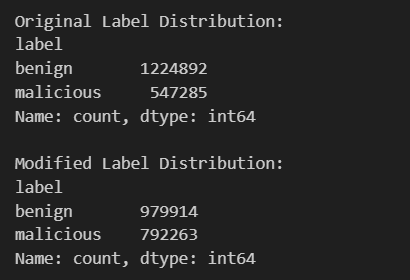 Original Label Distribution:
label
benign       1224892
malicious     547285
Name: count, dtype: int64

Modified Label Distribution:
label
benign       979914
malicious    792263
Name: count, dtype: int64